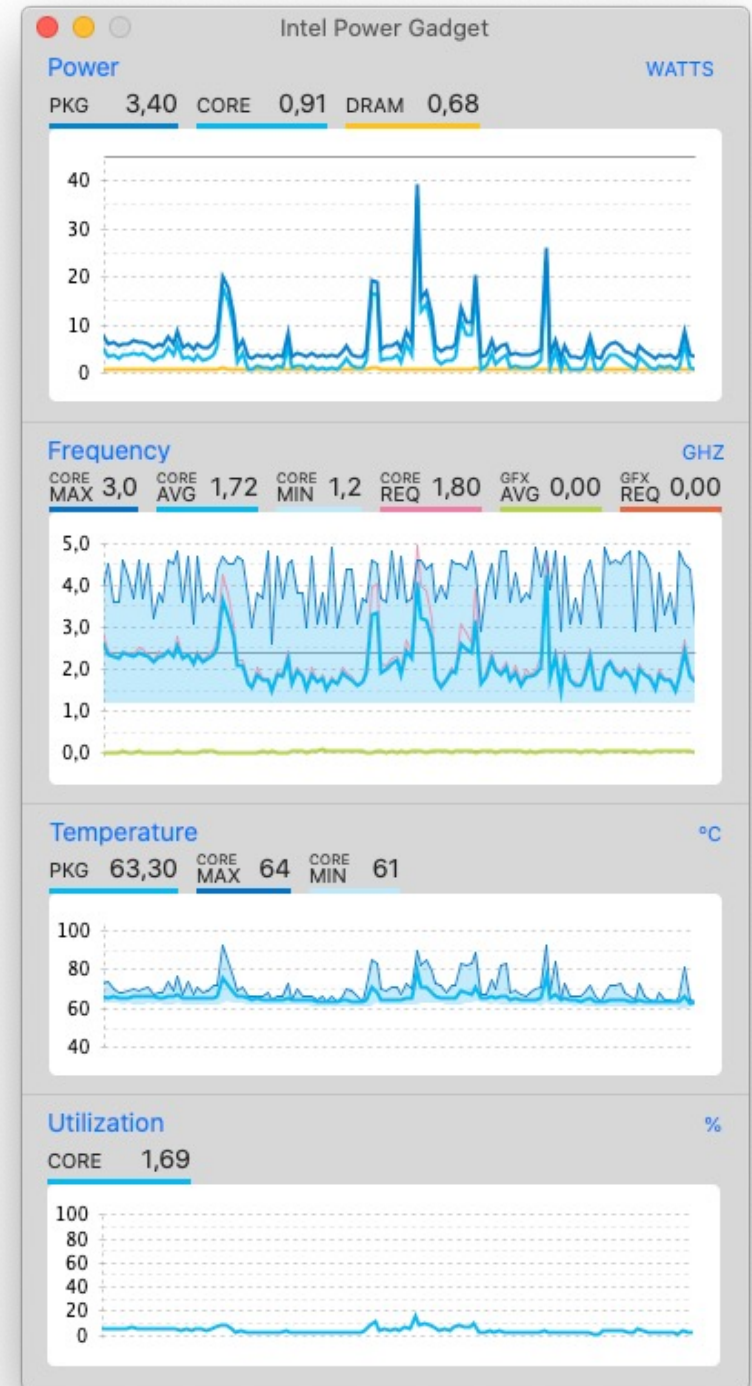 Intel Power Gadget
Power WATTS
PKG 3,40 CORE 0,91 DRAM 0,68
40
30
20
10
0
Frequency GHZ
CORE MAX 3,0 CORE AVG 1,72 CORE MIN 1,2 CORE REQ 1,80 GFX AVG 0,00 GFX REQ 0,00
5,0
4,0
3,0
2,0
1,0
0,0
Temperature °C
PKG 63,30 CORE MAX 64 CORE MIN 61
100
80
60
40
Utilization %
CORE 1,69
100
80
60
40
20
0